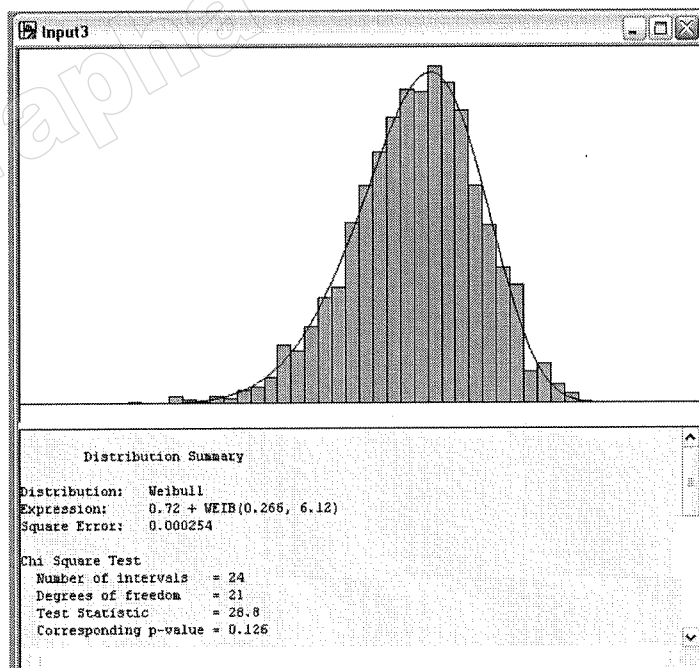 Input3
Distribution Summary
Distribution: Weibull
Expression: 0.72 + WEIB(0.266, 6.12)
Square Error: 0.000254
Chi Square Test
Number of intervals = 24
Degrees of freedom = 21
Test Statistic = 28.8
Corresponding p-value = 0.126